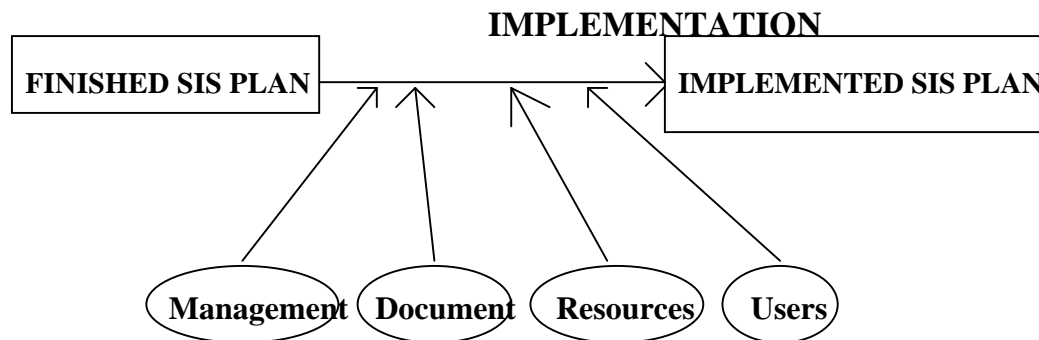 IMPLEMENTATION
FINISHED SIS PLAN
IMPLEMENTED SIS PLAN
Management
Document
Resources
Users